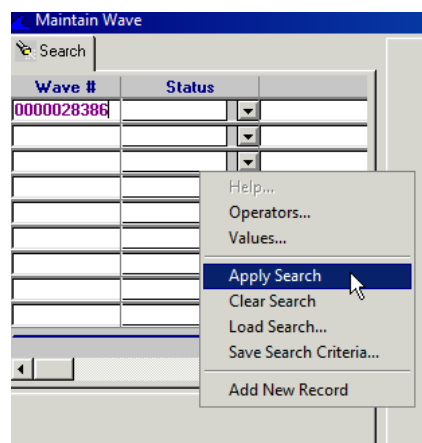 Maintain Wave
Search
Wave # Status
0000028386
Help...
Operators...
Values...
Apply Search
Clear Search
Load Search...
Save Search Criteria...
Add New Record